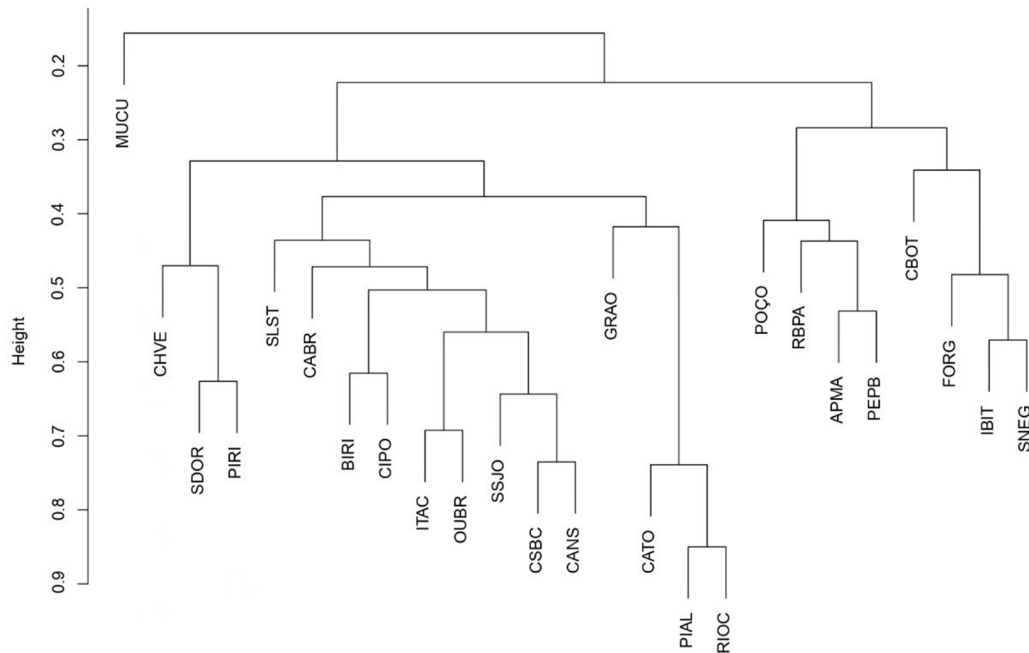 Height
0.2
0.3
0.4
0.5
0.6
0.7
0.8
0.9
MUCU
CHVE
SDOR
PIRI
SLST
CABR
BIRI
CIPO
ITAC
OUBR
SSJO
CSBC
CANS
GRAO
CATO
PIAL
RIOC
POÇO
RBPA
APMA
PEPB
CBOT
FORG
IBIT
SNEG